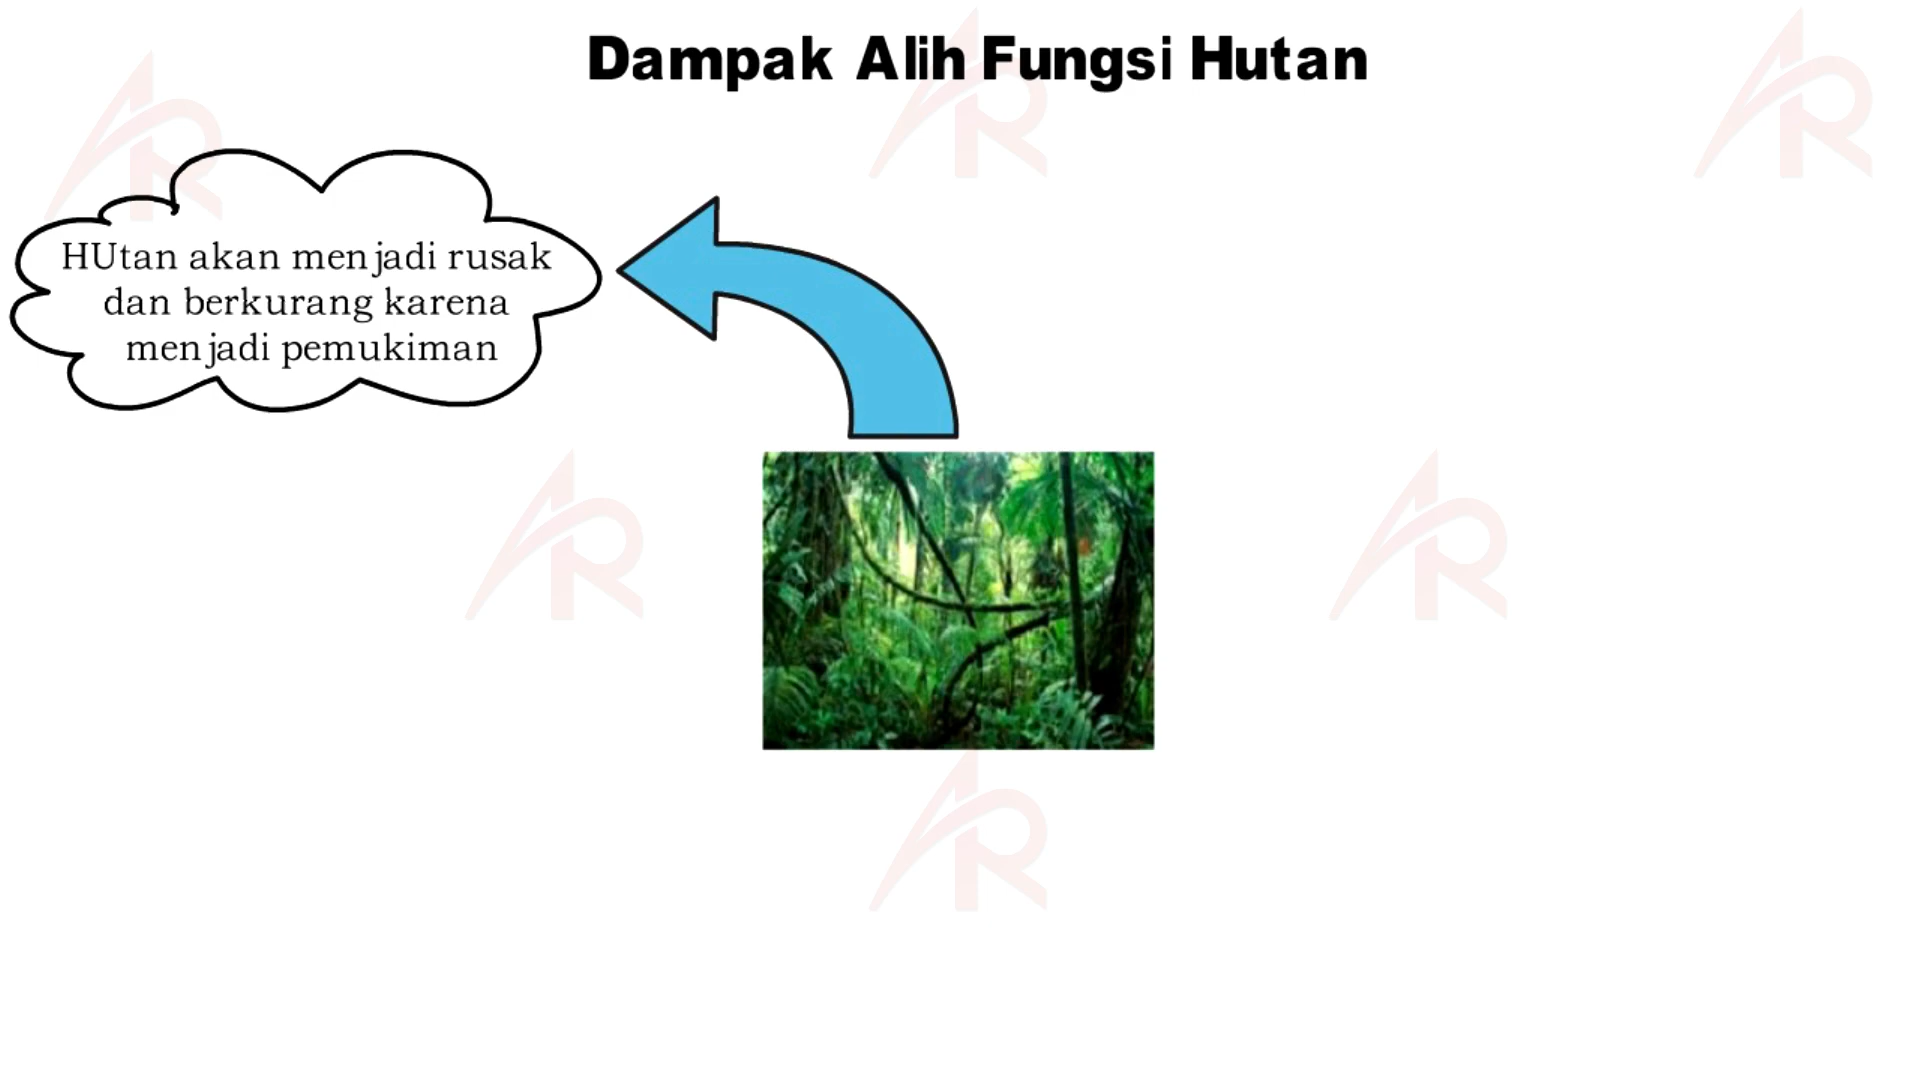 Dampak Alih Fungsi Hutan
HUtan akan menjadi rusak
dan berkurang karena
menjadi pemukiman